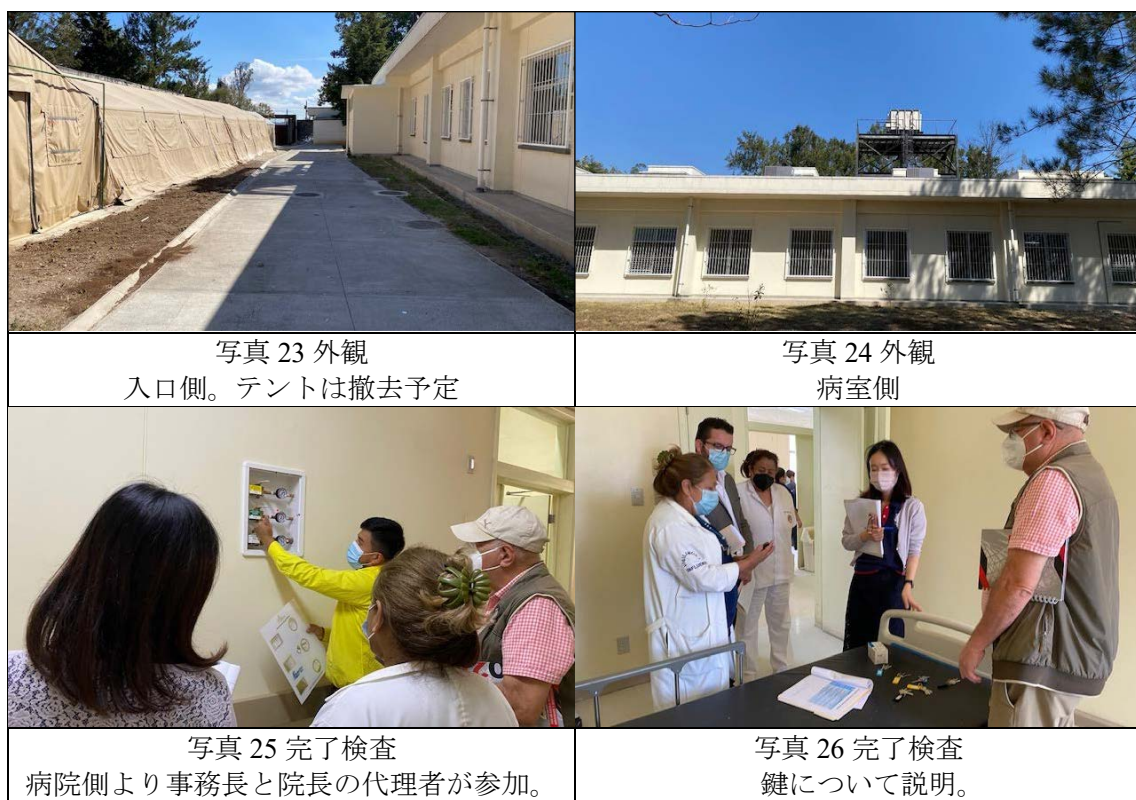 写真 23 外観
入口側。テントは撤去予定
写真 24 外観
病室側
写真 25 完了検査
病院側より事務長と院長の代理者が参加。
写真 26 完了検査
鍵について説明。